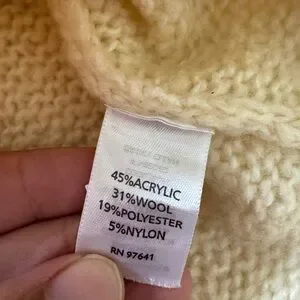 45%ACRYLIC
31%WOOL
19%POLYESTER
5%NYLON
RN 97641